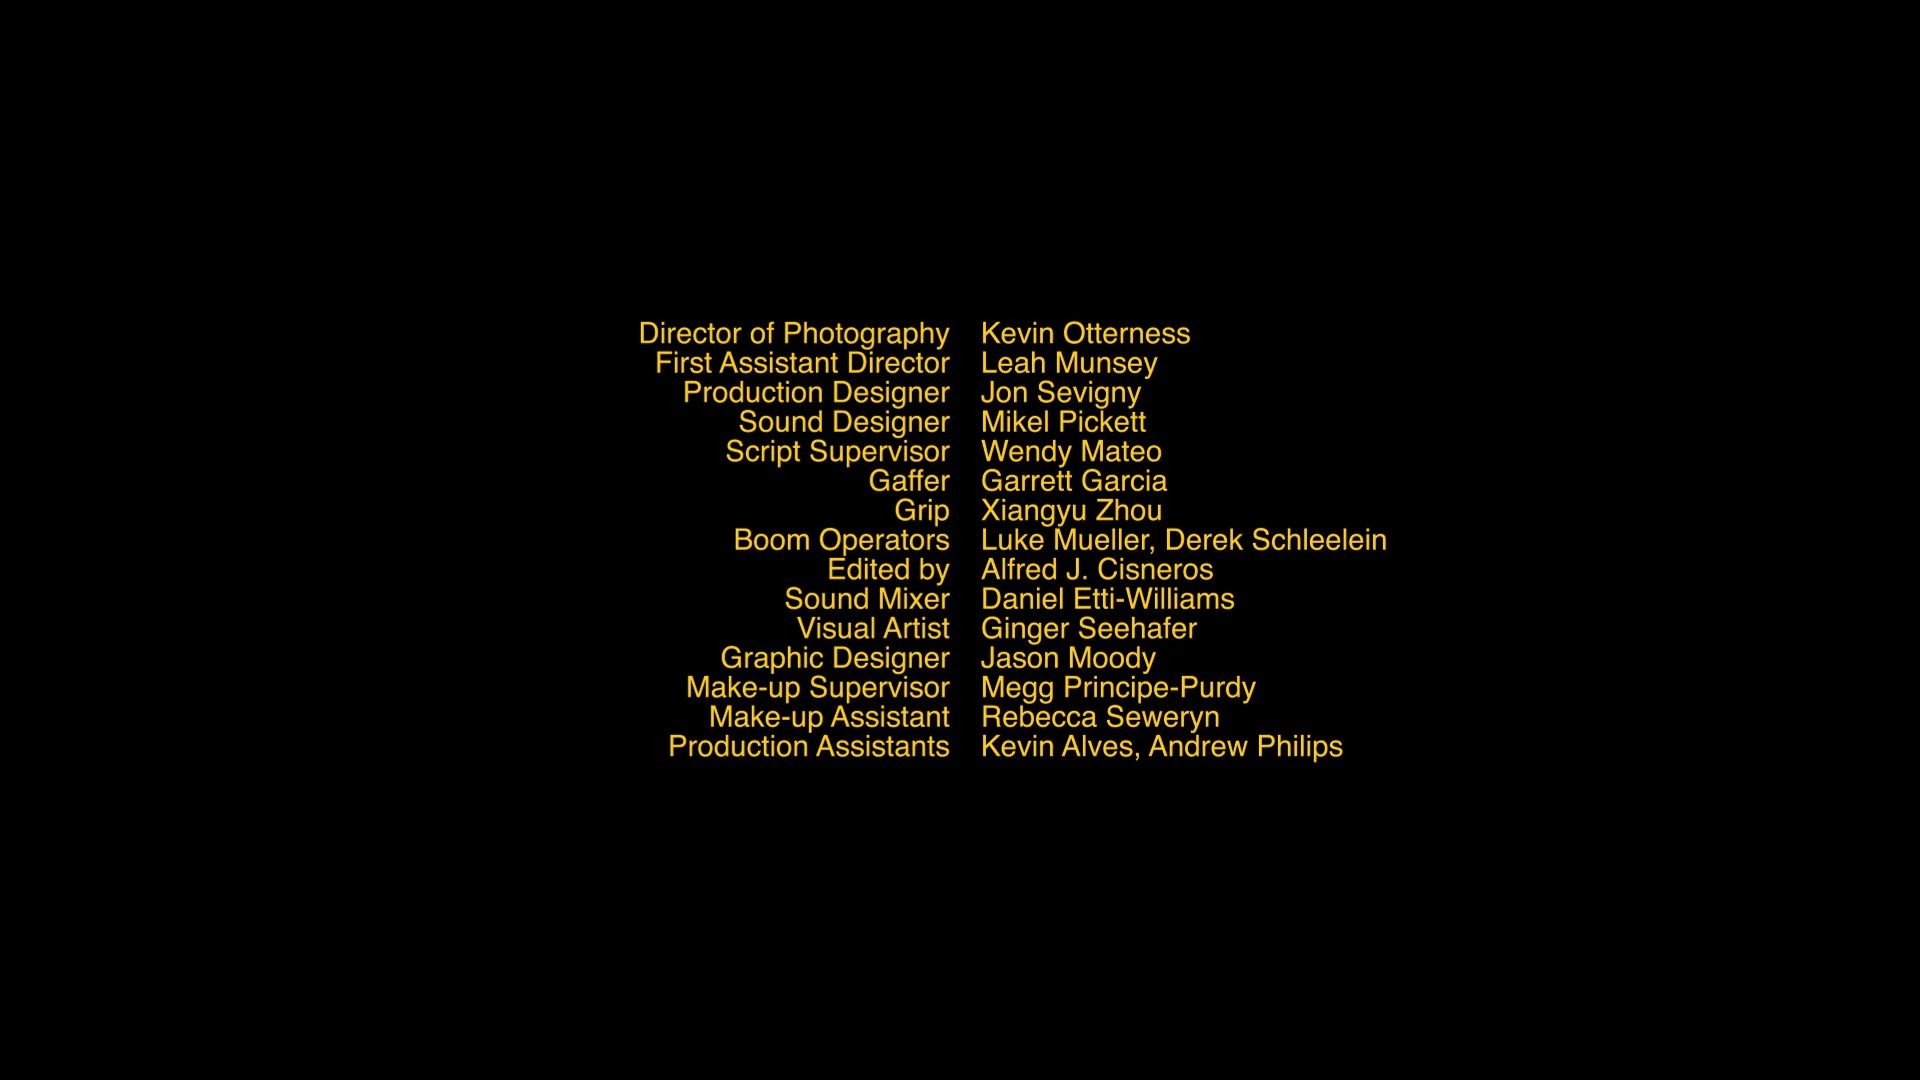 Director of Photography Kevin Otterness
First Assistant Director Leah Munsey
Production Designer Jon Sevigny
Sound Designer Mikel Pickett
Script Supervisor Wendy Mateo
Gaffer Garrett Garcia
Grip Xiangyu Zhou
Boom Operators Luke Mueller, Derek Schleelein
Edited by Alfred J. Cisneros
Sound Mixer Daniel Etti-Williams
Visual Artist Ginger Seehafer
Graphic Designer Jason Moody
Make-up Supervisor Megg Principe-Purdy
Make-up Assistant Rebecca Seweryn
Production Assistants Kevin Alves, Andrew Philips